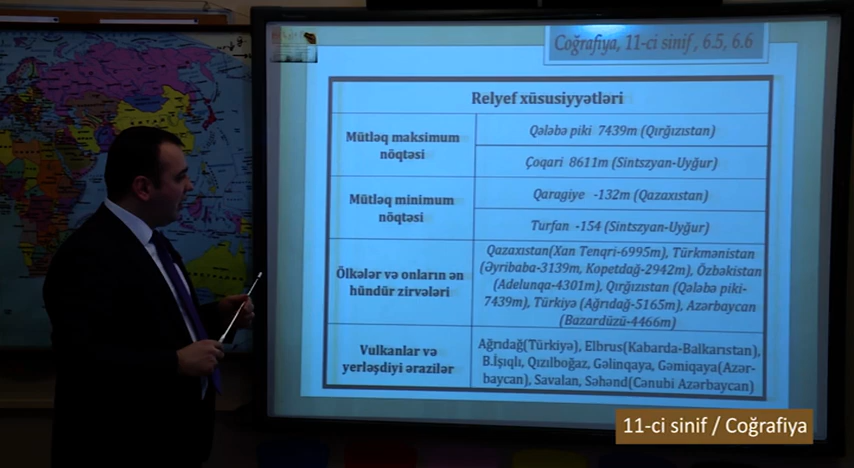 Coğrafiya, 11-ci sinif , 6.5, 6.6
Relyef xüsusiyyətləri
Mütləq maksimum
nöqtəsi
Qələbə piki 7439m (Qırğızıstan)
Çoqari 8611m (Sintszyan-Uyğur)
Mütləq minimum
nöqtəsi
Qaragiye -132m (Qazaxıstan)
Turfan -154 (Sintszyan-Uyğur)
Ölkələr və onların ən
hündür zirvələri
Qazaxıstan(Xan Tenqri-6995m), Türkmənistan
(Əyribaba-3139m, Kopetdağ-2942m), Özbəkistan
(Adelunqa-4301m), Qırğızıstan (Qələbə piki-
7439m), Türkiyə (Ağrıdağ-5165m), Azərbaycan
(Bazardüzü-4466m)
Vulkanlar və
yerləşdiyi ərazilər
Ağrıdağ(Türkiyə), Elbrus(Kabarda-Balkarıstan),
B.Işıqlı, Qızılboğaz, Gəlinqaya, Gəmiqaya(Azər-
baycan), Savalan, Səhənd(Cənubi Azərbaycan)
11-ci sinif / Coğrafiya